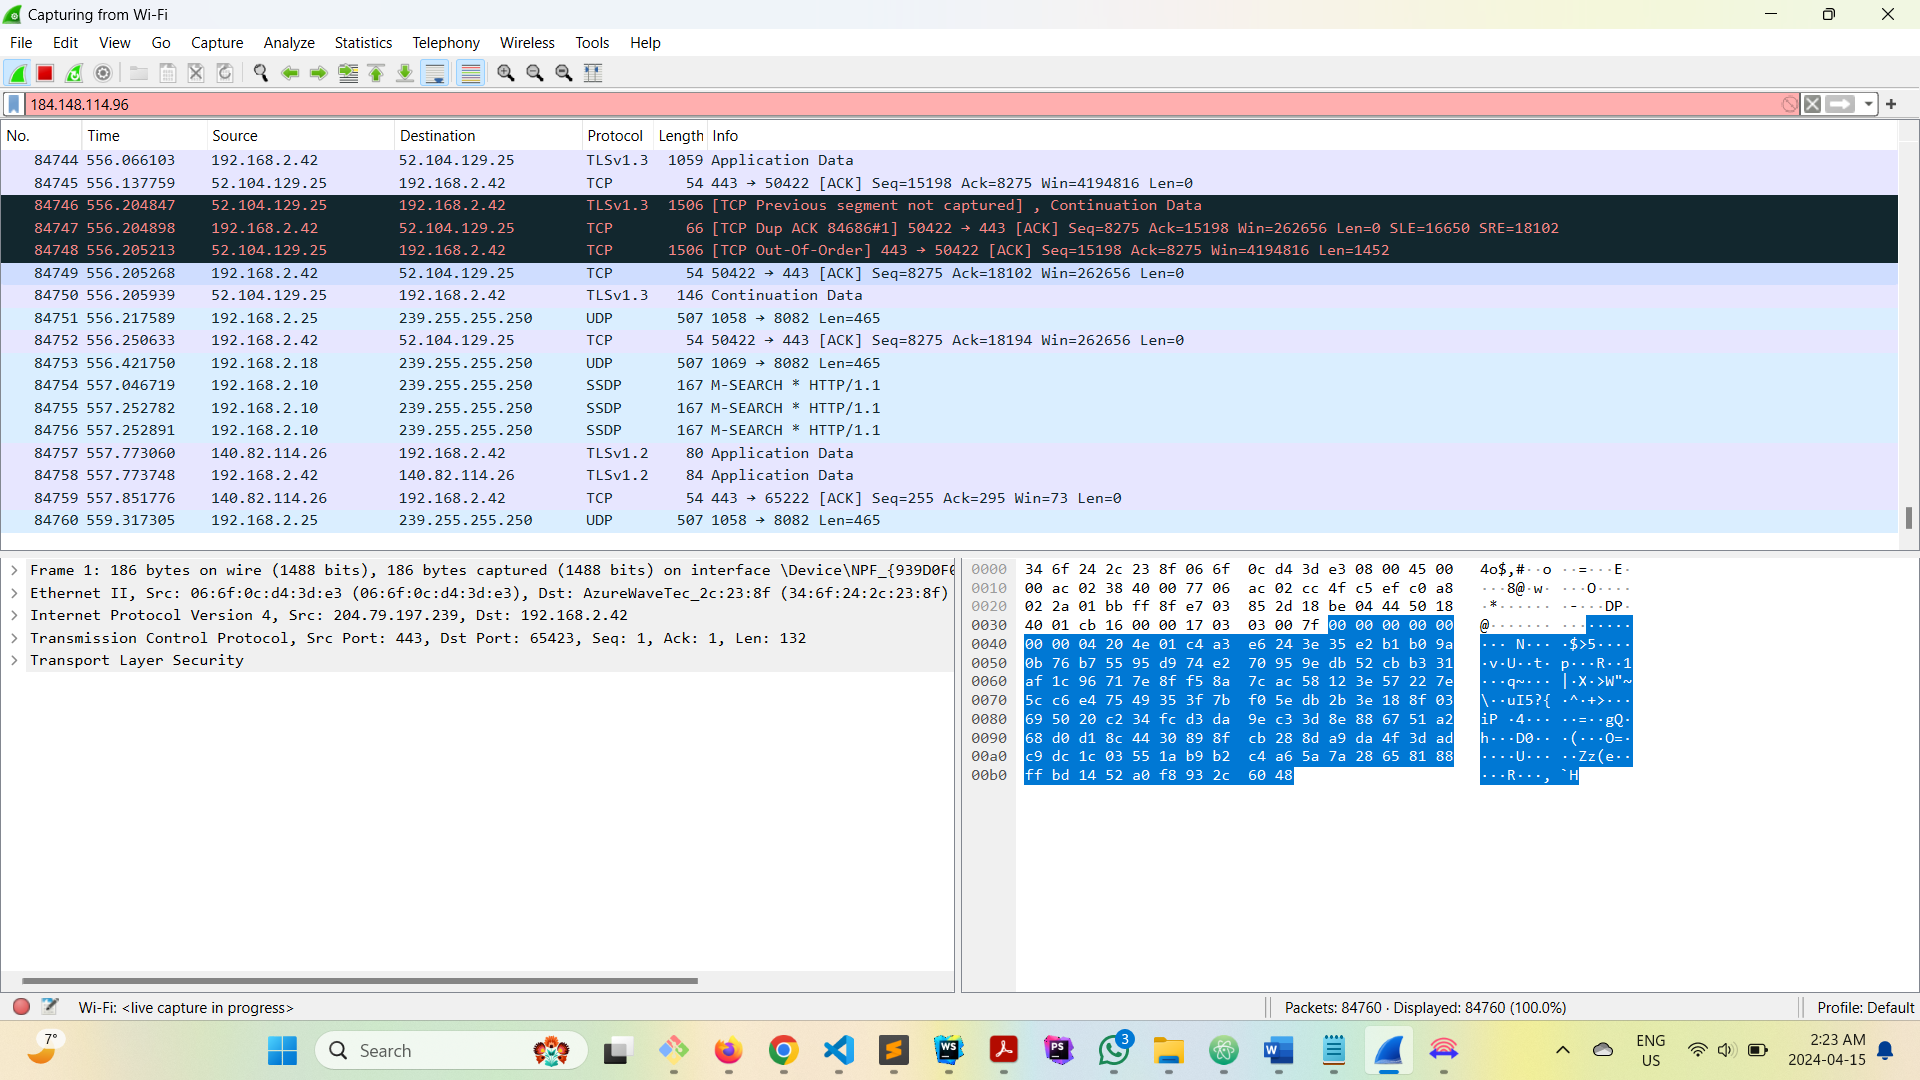 Capturing from Wi-Fi
File Edit View Go Capture Analyze Statistics Telephony Wireless Tools Help
184.148.114.96
No. Time Source Destination Protocol Length Info
84744 556.066103 192.168.2.42 52.104.129.25 TLSv1.3 1059 Application Data
84745 556.137759 52.104.129.25 192.168.2.42 TCP 54 443 → 50422 [ACK] Seq=15198 Ack=8275 Win=4194816 Len=0
84746 556.204847 52.104.129.25 192.168.2.42 TLSv1.3 1506 [TCP Previous segment not captured] , Continuation Data
84747 556.204898 192.168.2.42 52.104.129.25 TCP 66 [TCP Dup ACK 84686#1] 50422 → 443 [ACK] Seq=8275 Ack=15198 Win=262656 Len=0 SLE=16650 SRE=18102
84748 556.205213 52.104.129.25 192.168.2.42 TCP 1506 [TCP Out-Of-Order] 443 → 50422 [ACK] Seq=15198 Ack=8275 Win=4194816 Len=1452
84749 556.205268 192.168.2.42 52.104.129.25 TCP 54 50422 → 443 [ACK] Seq=8275 Ack=18102 Win=262656 Len=0
84750 556.205939 52.104.129.25 192.168.2.42 TLSv1.3 146 Continuation Data
84751 556.217589 192.168.2.25 239.255.255.250 UDP 507 1058 → 8082 Len=465
84752 556.250633 192.168.2.42 52.104.129.25 TCP 54 50422 → 443 [ACK] Seq=8275 Ack=18194 Win=262656 Len=0
84753 556.421750 192.168.2.18 239.255.255.250 UDP 507 1069 → 8082 Len=465
84754 557.046719 192.168.2.10 239.255.255.250 SSDP 167 M-SEARCH * HTTP/1.1
84755 557.252782 192.168.2.10 239.255.255.250 SSDP 167 M-SEARCH * HTTP/1.1
84756 557.252891 192.168.2.10 239.255.255.250 SSDP 167 M-SEARCH * HTTP/1.1
84757 557.773060 140.82.114.26 192.168.2.42 TLSv1.2 80 Application Data
84758 557.773748 192.168.2.42 140.82.114.26 TLSv1.2 84 Application Data
84759 557.851776 140.82.114.26 192.168.2.42 TCP 54 443 → 65222 [ACK] Seq=255 Ack=295 Win=73 Len=0
84760 559.317305 192.168.2.25 239.255.255.250 UDP 507 1058 → 8082 Len=465
Frame 1: 186 bytes on wire (1488 bits), 186 bytes captured (1488 bits) on interface \Device\NPF_{939D0F0
Ethernet II, Src: 06:6f:0c:d4:3d:e3 (06:6f:0c:d4:3d:e3), Dst: AzureWaveTec_2c:23:8f (34:6f:24:2c:23:8f)
Internet Protocol Version 4, Src: 204.79.197.239, Dst: 192.168.2.42
Transmission Control Protocol, Src Port: 443, Dst Port: 65423, Seq: 1, Ack: 1, Len: 132
Transport Layer Security
0000 34 6f 24 2c 23 8f 06 6f 0c d4 3d e3 08 00 45 00 4o$,#··o ··=···E·
0010 00 ac 02 38 40 00 77 06 ac 02 cc 4f c5 ef c0 a8 ···8@·w· ···O····
0020 02 2a 01 bb ff 8f e7 03 85 2d 18 be 04 44 50 18 ·*······ ·-···DP·
0030 40 01 cb 16 00 00 17 03 03 00 7f 00 00 00 00 00 @······· ········
0040 00 00 04 20 4e 01 c4 a3 e6 24 3e 35 e2 b1 b0 9a ··· N··· ·$>5····
0050 0b 76 b7 55 95 d9 74 e2 70 95 9e db 52 cb b3 31 ·v·U··t· p···R··1
0060 af 1c 96 71 7e 8f f5 8a 7c ac 58 12 3e 57 22 7e ···q~··· |·X·>W"~
0070 5c c6 e4 75 49 35 3f 7b f0 5e db 2b 3e 18 8f 03 \··uI5?{ ·^·+>···
0080 69 50 20 c2 34 fc d3 da 9e c3 3d 8e 88 67 51 a2 iP ·4··· ··=··gQ·
0090 68 d0 d1 8c 44 30 89 8f cb 28 8d a9 da 4f 3d ad h···D0·· ·(···O=·
00a0 c9 dc 1c 03 55 1a b9 b2 c4 a6 5a 7a 28 65 81 88 ····U··· ··Zz(e··
00b0 ff bd 14 52 a0 f8 93 2c 60 48 ···R···, `H
Wi-Fi: <live capture in progress> Packets: 84760 · Displayed: 84760 (100.0%) Profile: Default
7°
Search
WS
PS
3
W
ENG
US
2:23 AM
2024-04-15